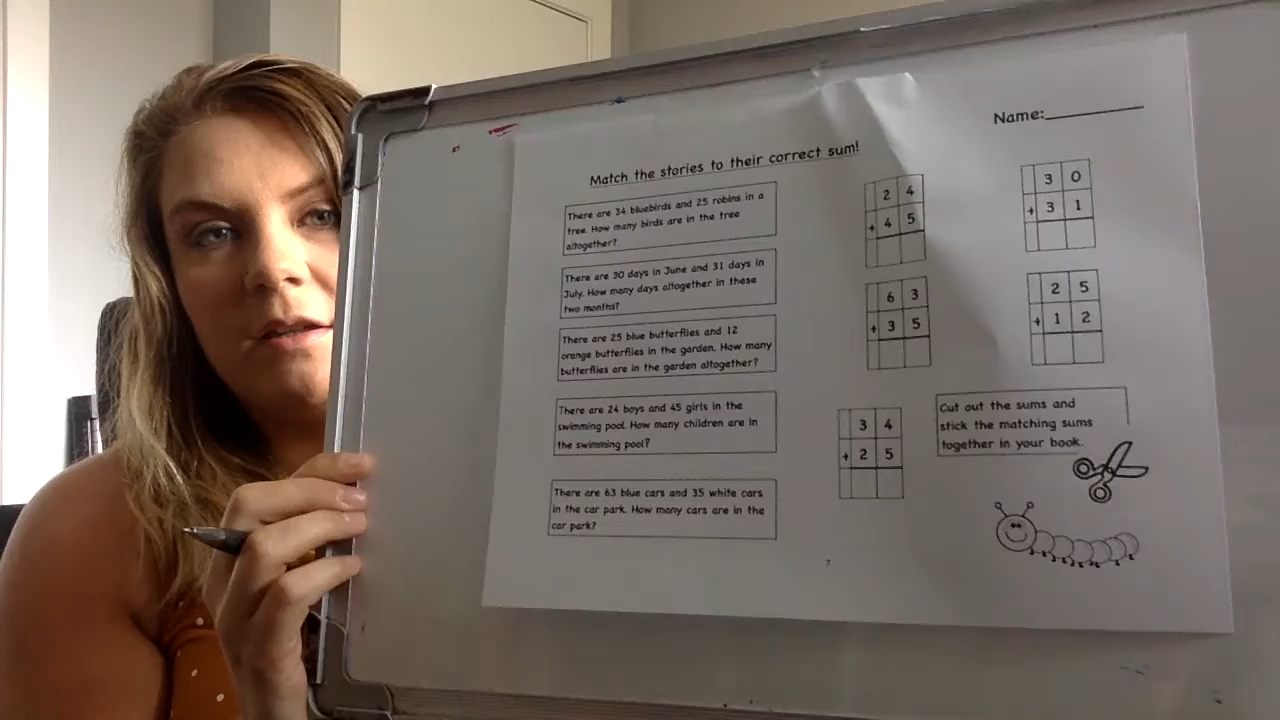 Name:
Match the stories to their correct sum!
There are 34 bluebirds and 25 robins in a
tree. How many birds are in the tree
altogether?
There are 30 days in June and 31 days in
July. How many days altogether in these
two months?
There are 25 blue butterflies and 12
orange butterflies in the garden. How many
butterflies are in the garden altogether?
There are 24 boys and 45 girls in the
swimming pool. How many children are in
the swimming pool?
There are 63 blue cars and 35 white cars
in the car park. How many cars are in the
car park?
2 4
+ 4 5
3 0
+ 3 1
6 3
+ 3 5
2 5
+ 1 2
3 4
+ 2 5
Cut out the sums and
stick the matching sums
together in your book.
7